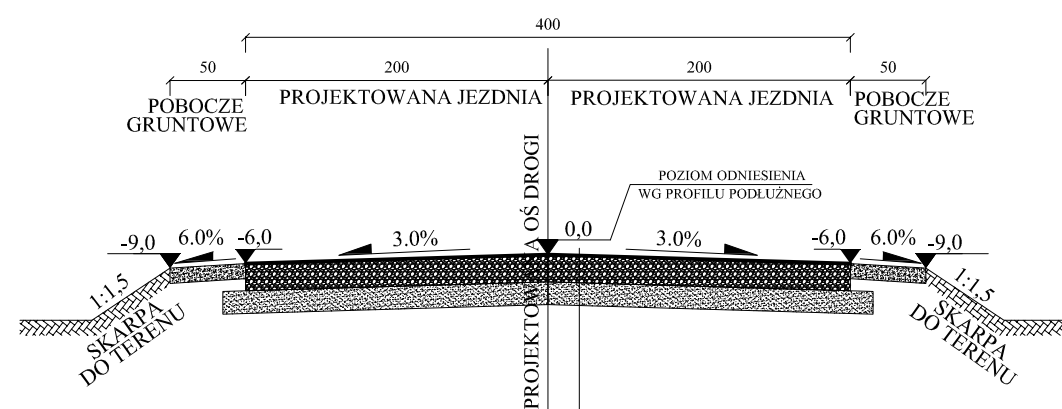 400
50
200
200
50
POBOCZE
GRUNTOWE
PROJEKTOWANA JEZDNIA
PROJEKTOWANA JEZDNIA
POBOCZE
GRUNTOWE
PROJEKTOWANA OŚ DROGI
POZIOM ODNIESIENIA
WG PROFILU PODŁUŻNEGO
-9,0
6.0%
-6,0
3.0%
0,0
3.0%
-6,0
6.0%
-9,0
1:1,5
SKARPA
DO TERENU
1:1,5
SKARPA
DO TERENU